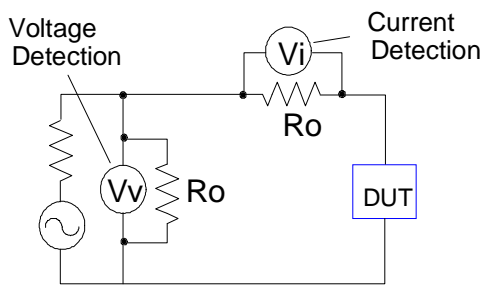 Voltage
Detection
Current
Detection
Vi
Ro
Vv
Ro
DUT